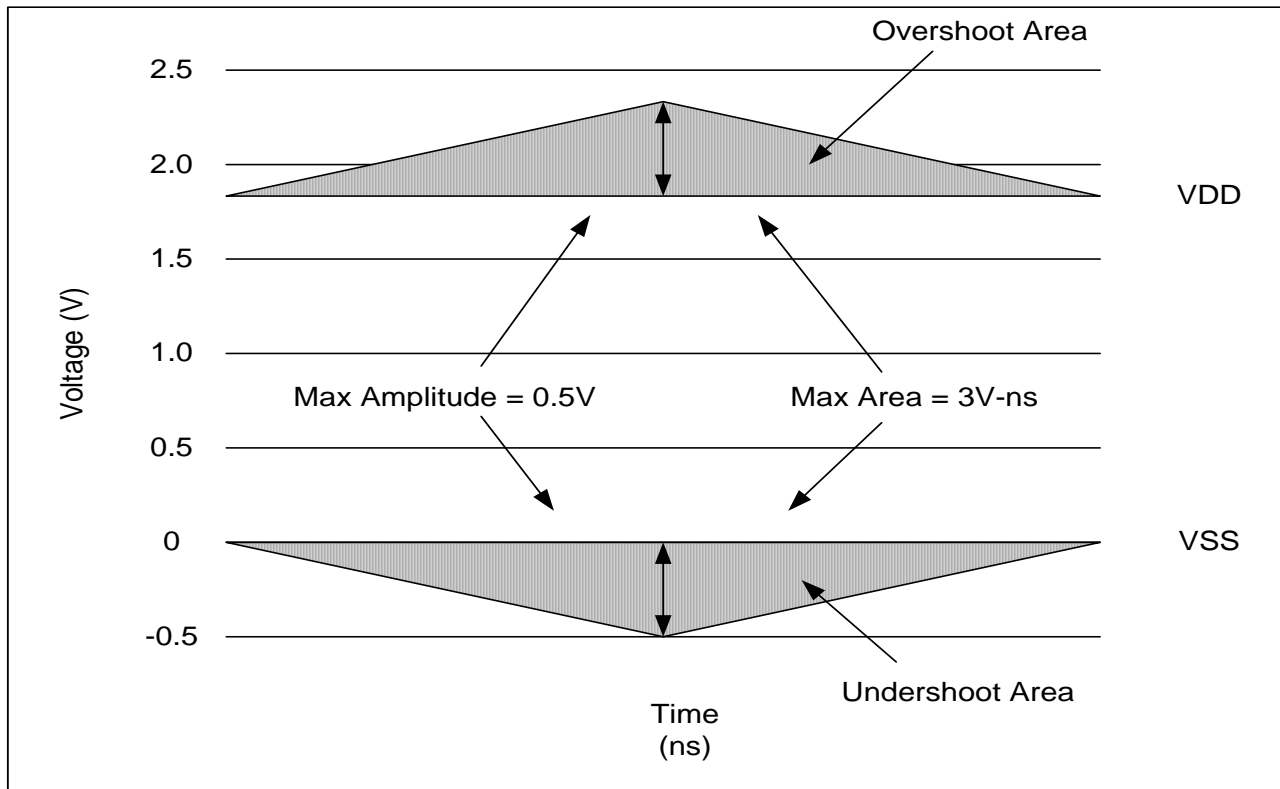 Overshoot Area
2.5
2.0
VDD
1.5
Voltage (V)
1.0
Max Amplitude = 0.5V
Max Area = 3V-ns
0.5
0
VSS
-0.5
Undershoot Area
Time
(ns)